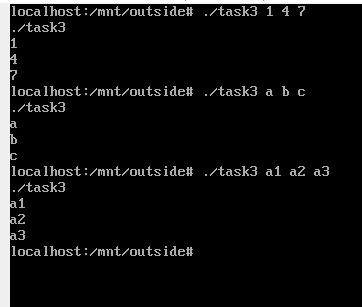 localhost:/mnt/outside# ./task3 1 4 7
./task3
1
4
7
localhost:/mnt/outside# ./task3 a b c
./task3
a
b
c
localhost:/mnt/outside# ./task3 a1 a2 a3
./task3
a1
a2
a3
localhost:/mnt/outside#